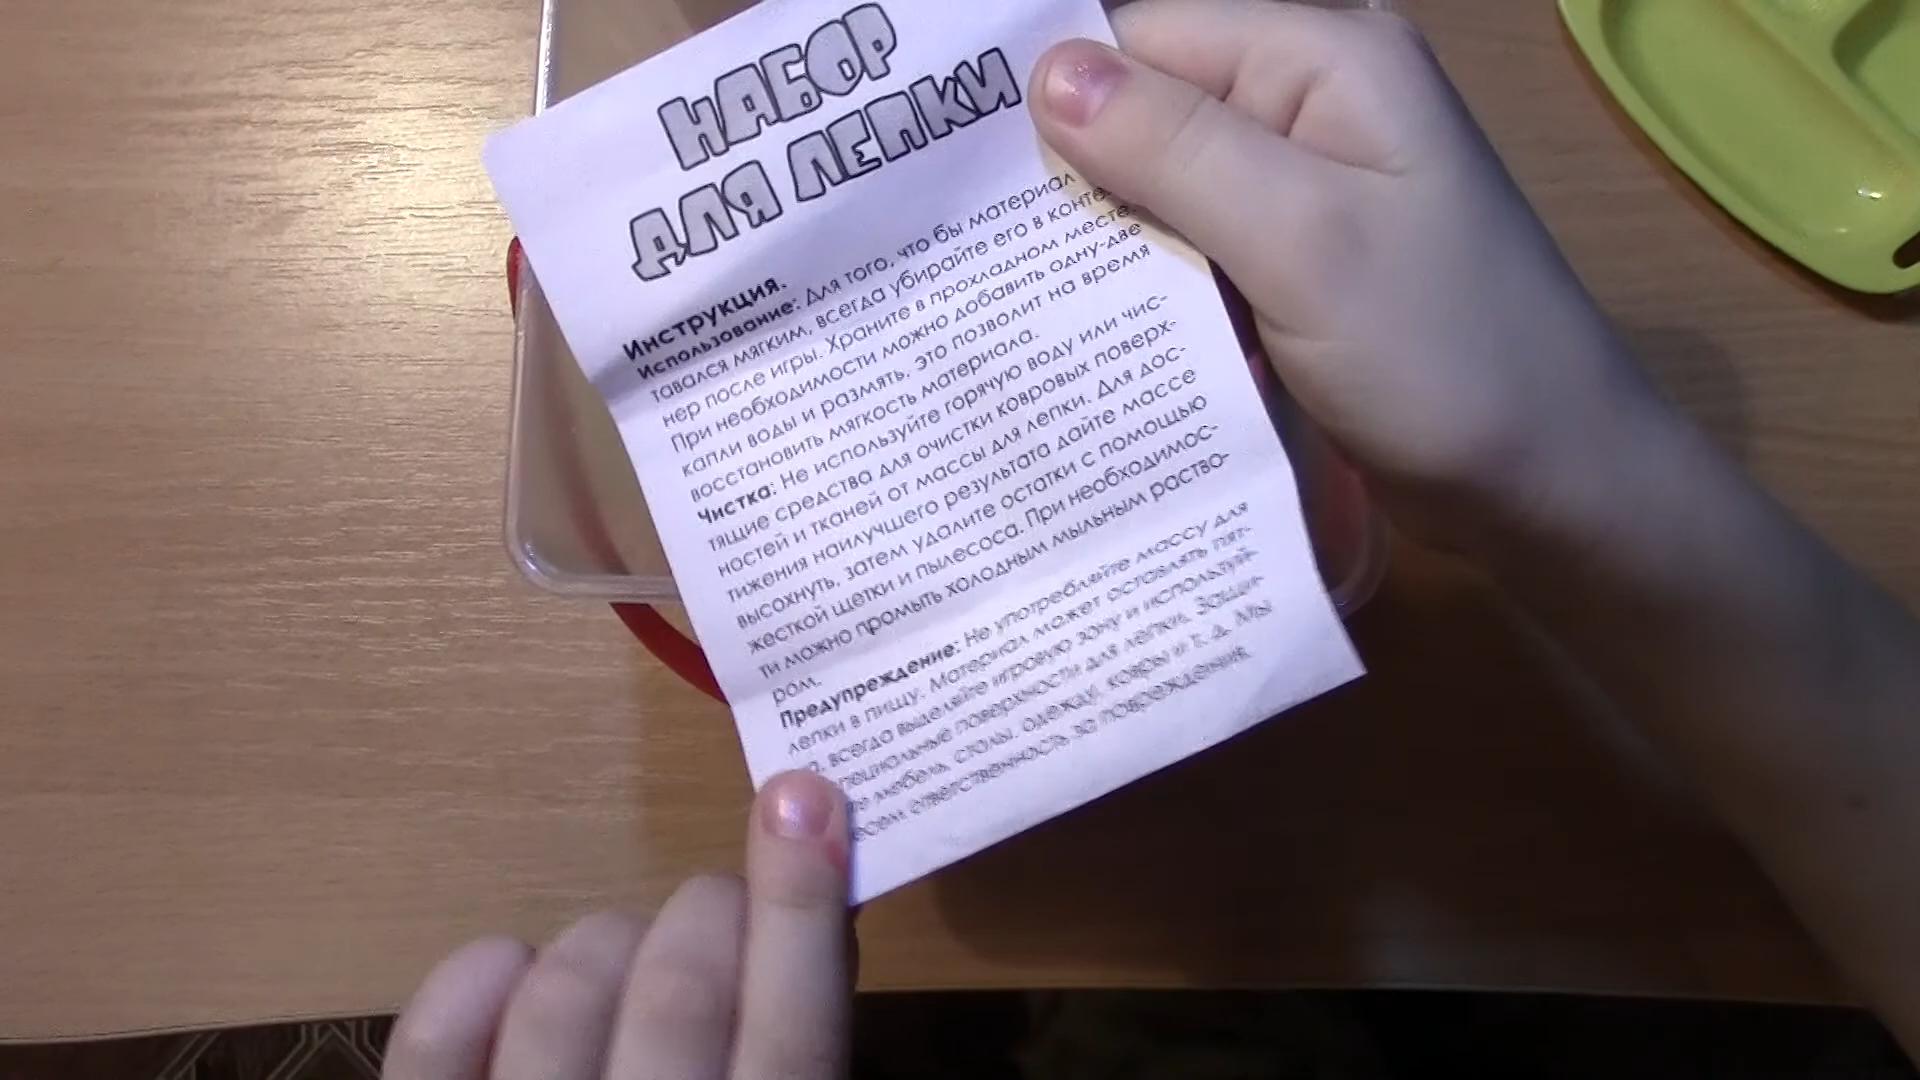 НАБОР
ДЛЯ ЛЕПКИ
Инструкция.
Использование: Для того, что бы материал
тавался мягким, всегда убирайте его в конте
нер после игры. Храните в прохладном месте.
При необходимости можно добавить одну-две
капли воды и размять, это позволит на время
восстановить мягкость материала.
Чистка: Не используйте горячую воду или чис-
тящие средства для очистки ковровых поверх-
ностей и тканей от массы для лепки. Для дос-
тижения наилучшего результата дайте массе
высохнуть, затем удалите остатки с помощью
жесткой щетки и пылесоса. При необходимос-
ти можно промыть холодным мыльным раство-
ром.
Предупреждение: Не употребляйте массу для
лепки в пищу. Материал может оставлять пят-
а, всегда выделяйте игровую зону и используй-
пециальные поверхности для лепки. Защи-
те мебель, столы, одежду, ковры и т. д. Мы
есем ответственность за повреждения.